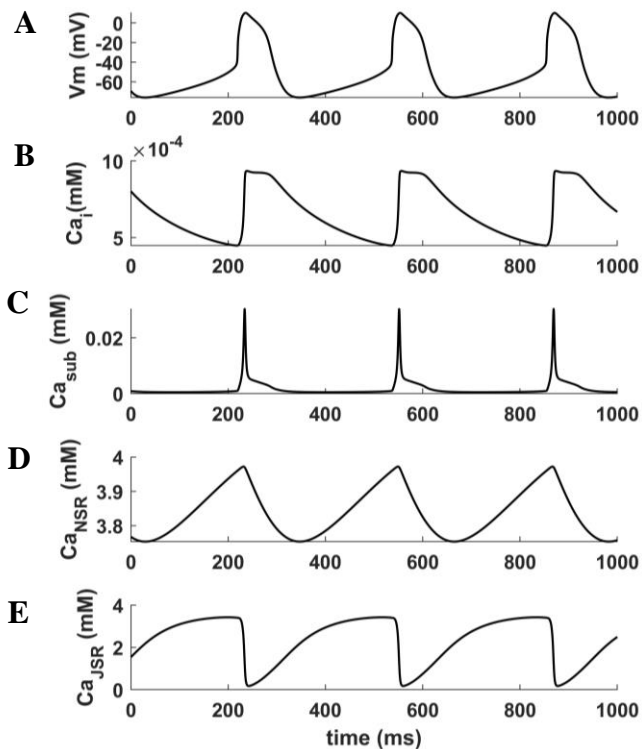 A
Vm (mV)
0
-20
-40
-60
0 200 400 600 800 1000
B
×10⁻⁴
Ca_i(mM)
10
5
0 200 400 600 800 1000
C
Ca_sub (mM)
0.02
0
0 200 400 600 800 1000
D
Ca_NSR (mM)
4
3.9
3.8
0 200 400 600 800 1000
E
Ca_JSR (mM)
4
2
0
0 200 400 600 800 1000
time (ms)